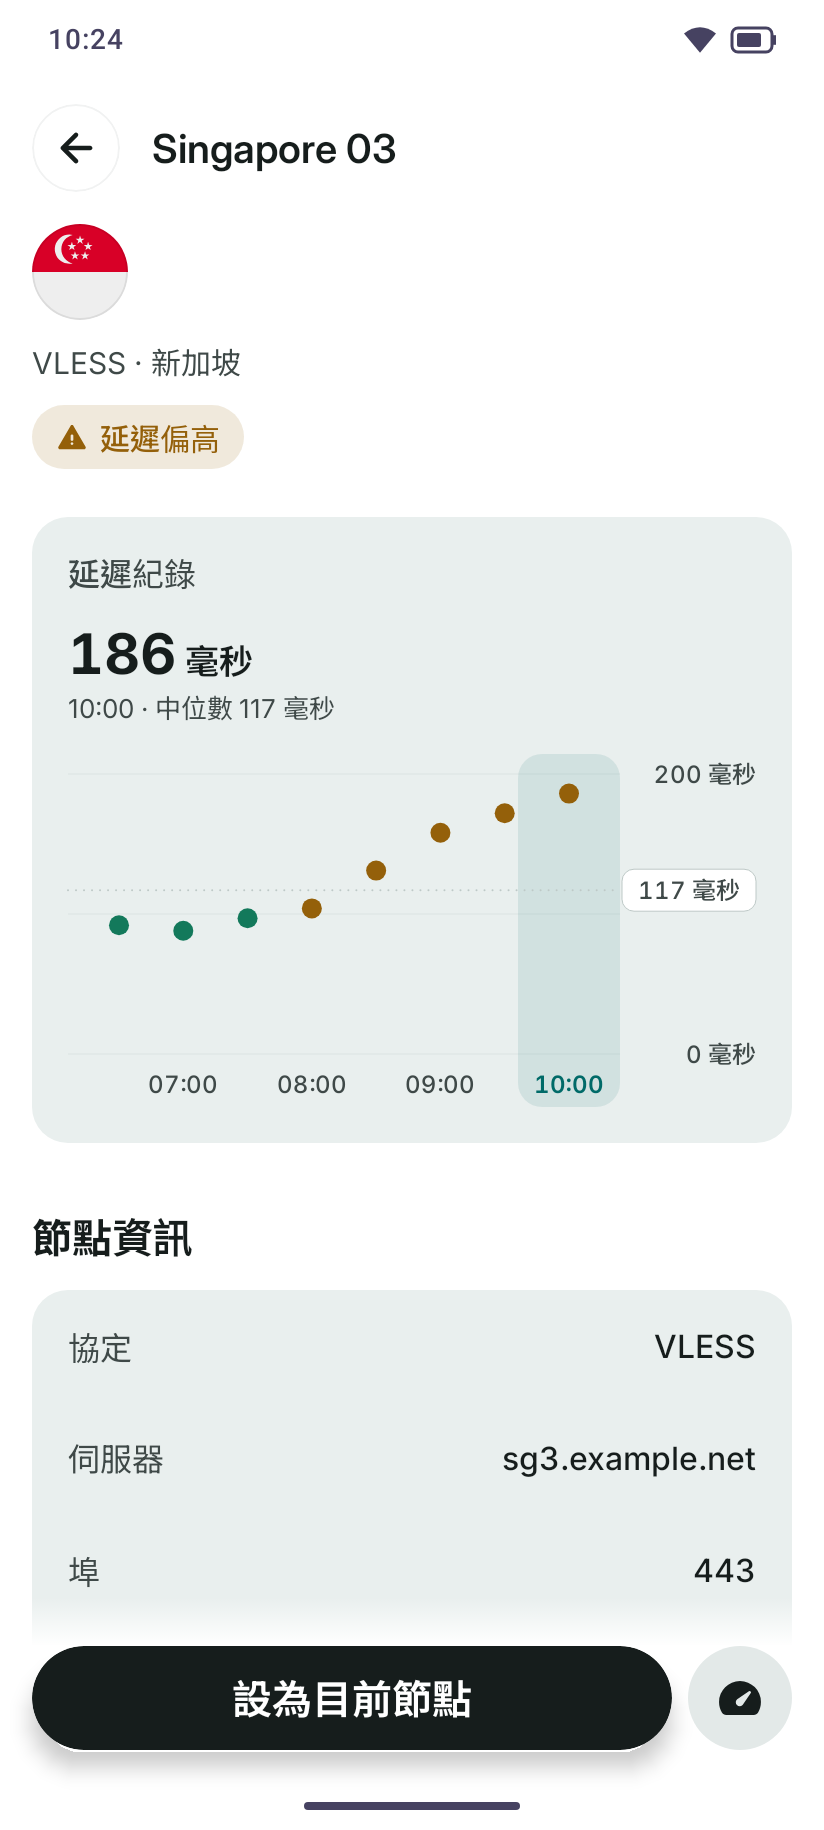 10:24
Singapore 03
VLESS · 新加坡
延遲偏高
延遲紀錄
186 毫秒
10:00 · 中位數 117 毫秒
200 毫秒
117 毫秒
0 毫秒
07:00 08:00 09:00 10:00
節點資訊
協定 VLESS
伺服器 sg3.example.net
埠 443
設為目前節點